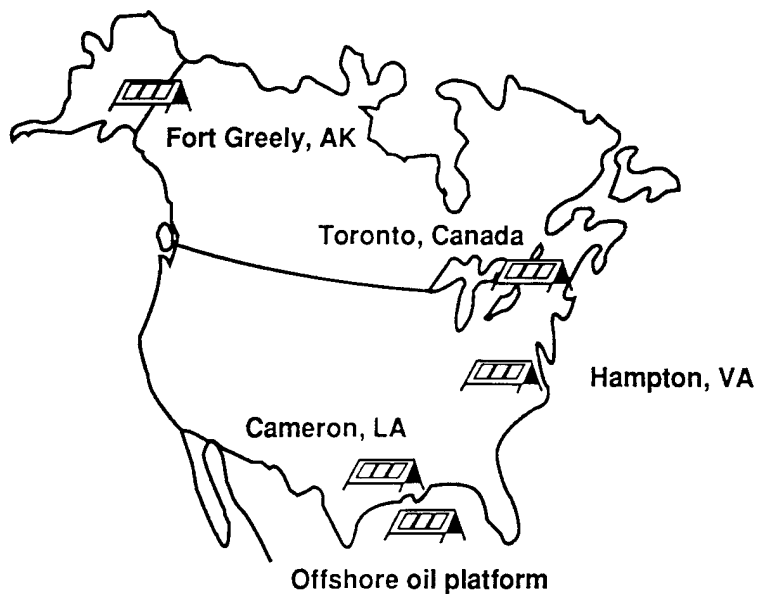 Fort Greely, AK
Toronto, Canada
Hampton, VA
Cameron, LA
Offshore oil platform